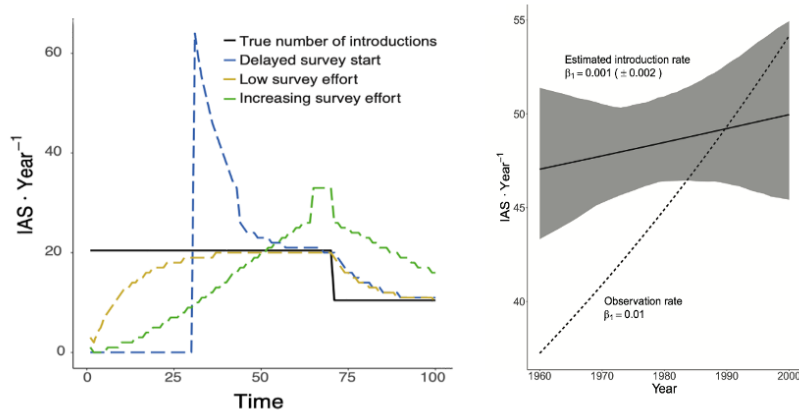 True number of introductions
Delayed survey start
Low survey effort
Increasing survey effort
IAS · Year⁻¹
60
40
20
0
0 25 50 75 100
Time
55
50
45
40
IAS · Year⁻¹
Estimated introduction rate
β₁ = 0.001 ( ± 0.002 )
Observation rate
β₁ = 0.01
1960 1970 1980 1990 2000
Year